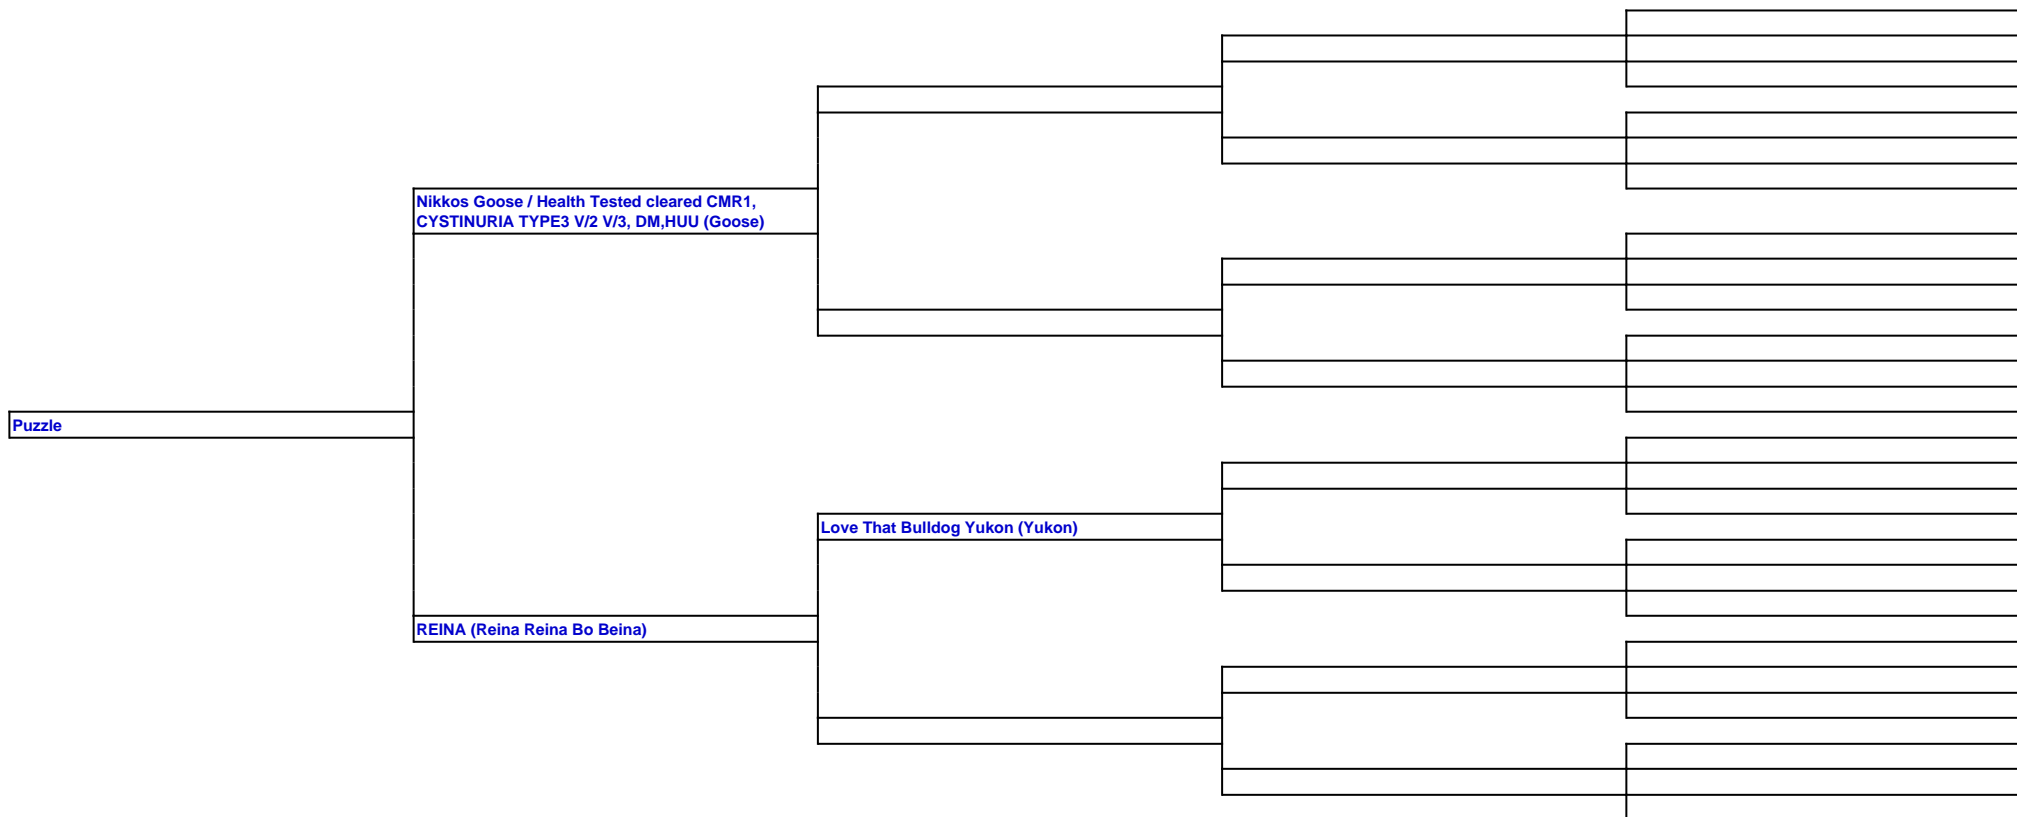 Nikkos Goose / Health Tested cleared CMR1,
CYSTINURIA TYPE3 V/2 V/3, DM,HUU (Goose)
Puzzle
Love That Bulldog Yukon (Yukon)
REINA (Reina Reina Bo Beina)